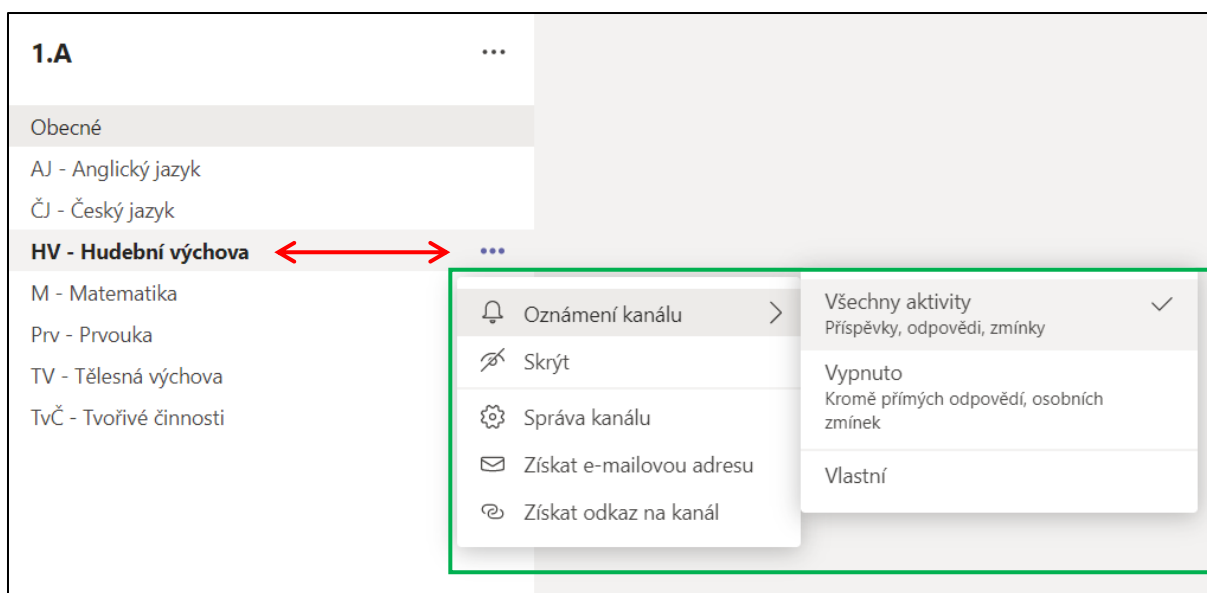 1.A
Obecné
AJ - Anglický jazyk
ČJ - Český jazyk
HV - Hudební výchova
M - Matematika
Prv - Prvouka
TV - Tělesná výchova
TvČ - Tvořivé činnosti
Oznámení kanálu
Skrýt
Správa kanálu
Získat e-mailovou adresu
Získat odkaz na kanál
Všechny aktivity
Příspěvky, odpovědi, zmínky
Vypnuto
Kromě přímých odpovědí, osobních
zmínek
Vlastní